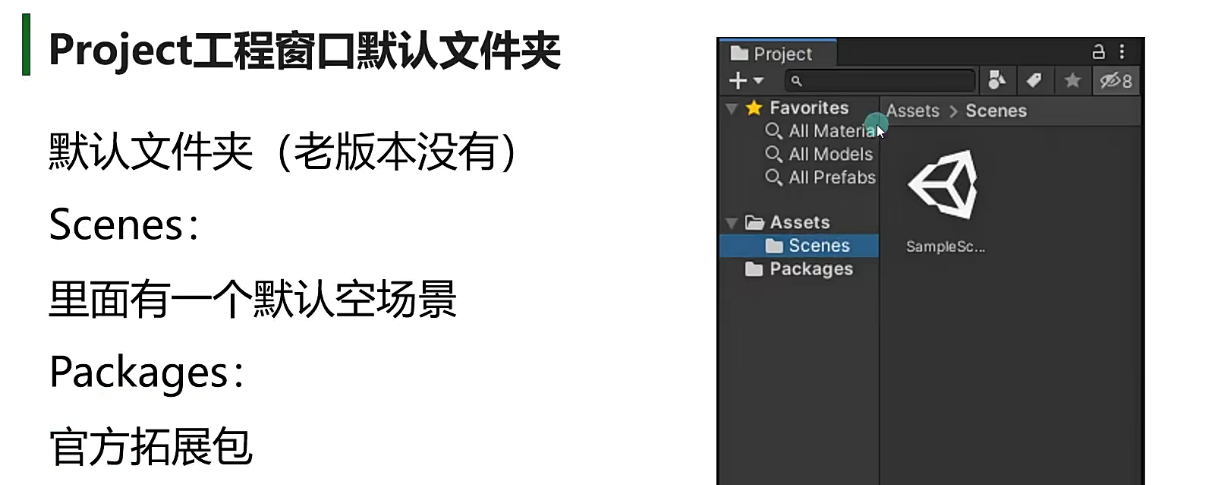 Project工程窗口默认文件夹
默认文件夹（老版本没有）
Scenes：
里面有一个默认空场景
Packages：
官方拓展包
Project
8
Favorites
All Materia
All Models
All Prefabs
Assets
Scenes
Packages
Assets > Scenes
SampleSc...